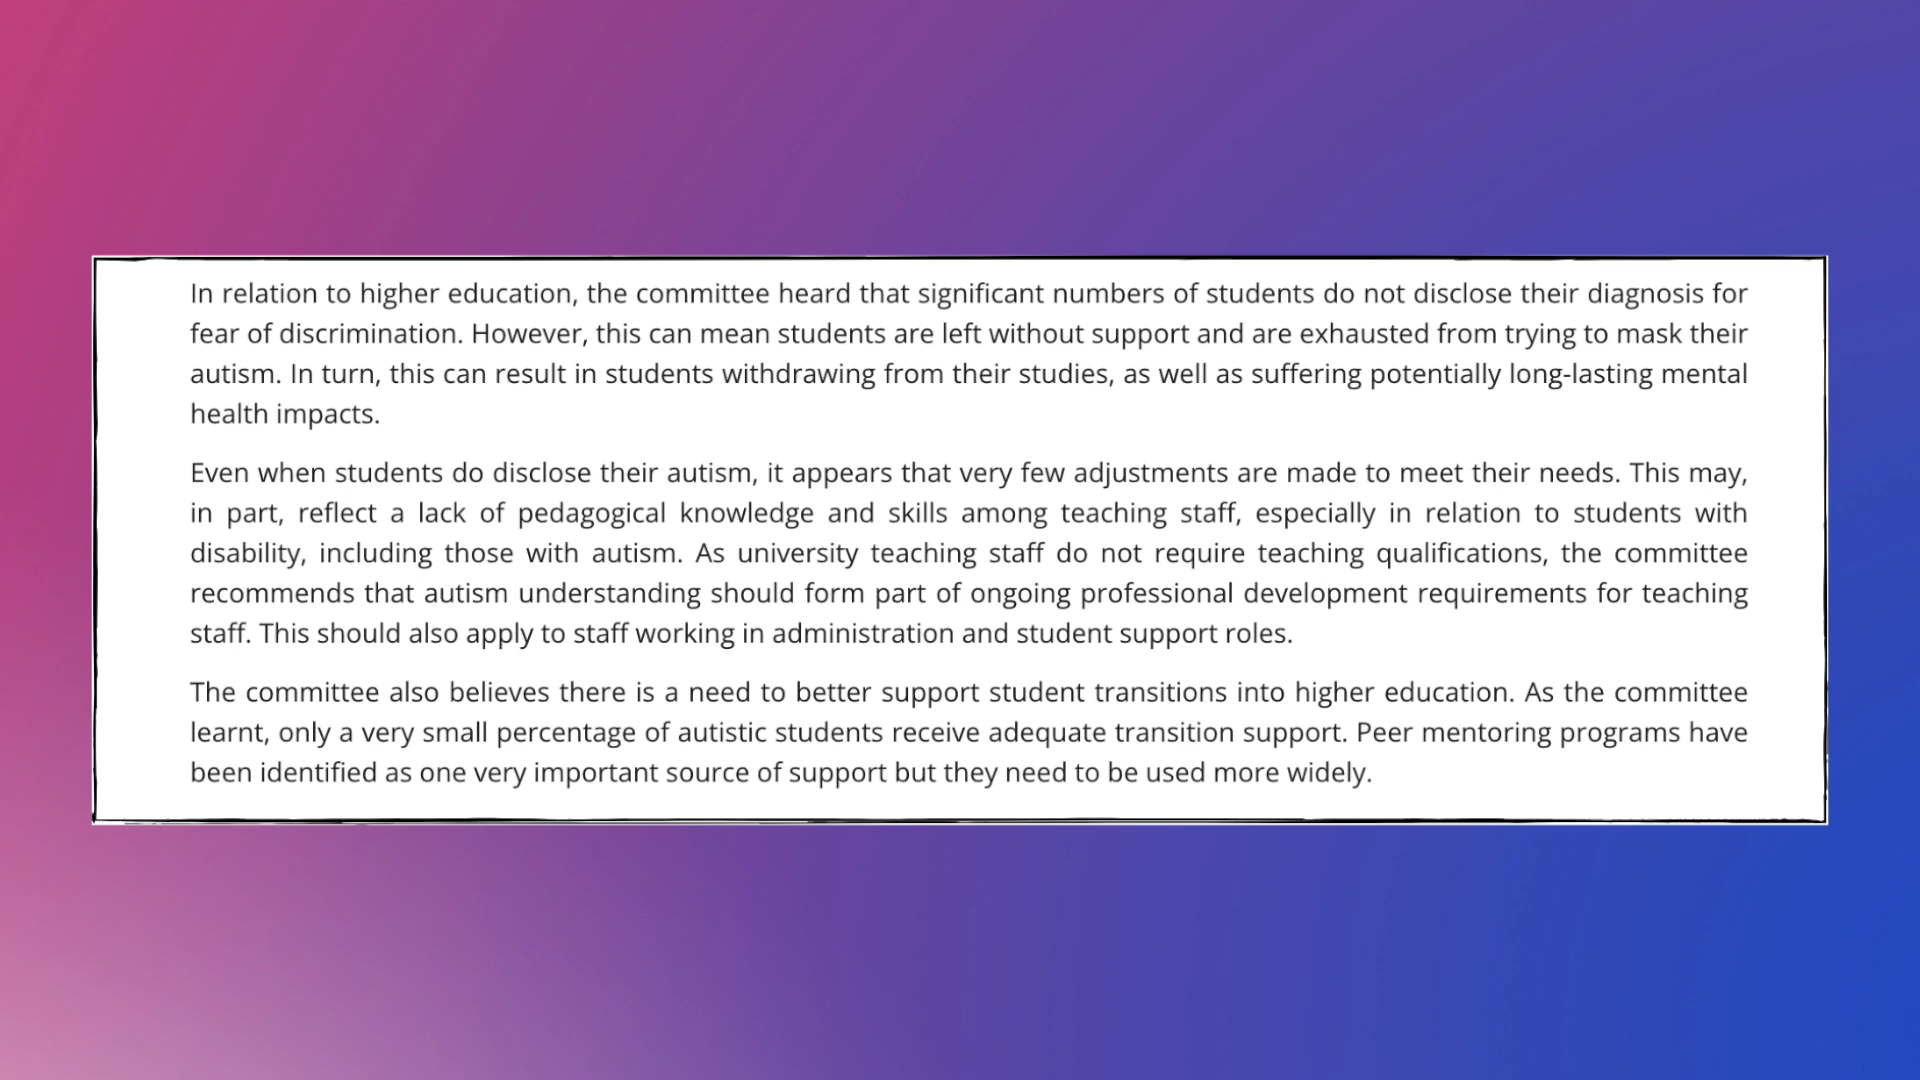 In relation to higher education, the committee heard that significant numbers of students do not disclose their diagnosis for
fear of discrimination. However, this can mean students are left without support and are exhausted from trying to mask their
autism. In turn, this can result in students withdrawing from their studies, as well as suffering potentially long-lasting mental
health impacts.
Even when students do disclose their autism, it appears that very few adjustments are made to meet their needs. This may,
in part, reflect a lack of pedagogical knowledge and skills among teaching staff, especially in relation to students with
disability, including those with autism. As university teaching staff do not require teaching qualifications, the committee
recommends that autism understanding should form part of ongoing professional development requirements for teaching
staff. This should also apply to staff working in administration and student support roles.
The committee also believes there is a need to better support student transitions into higher education. As the committee
learnt, only a very small percentage of autistic students receive adequate transition support. Peer mentoring programs have
been identified as one very important source of support but they need to be used more widely.